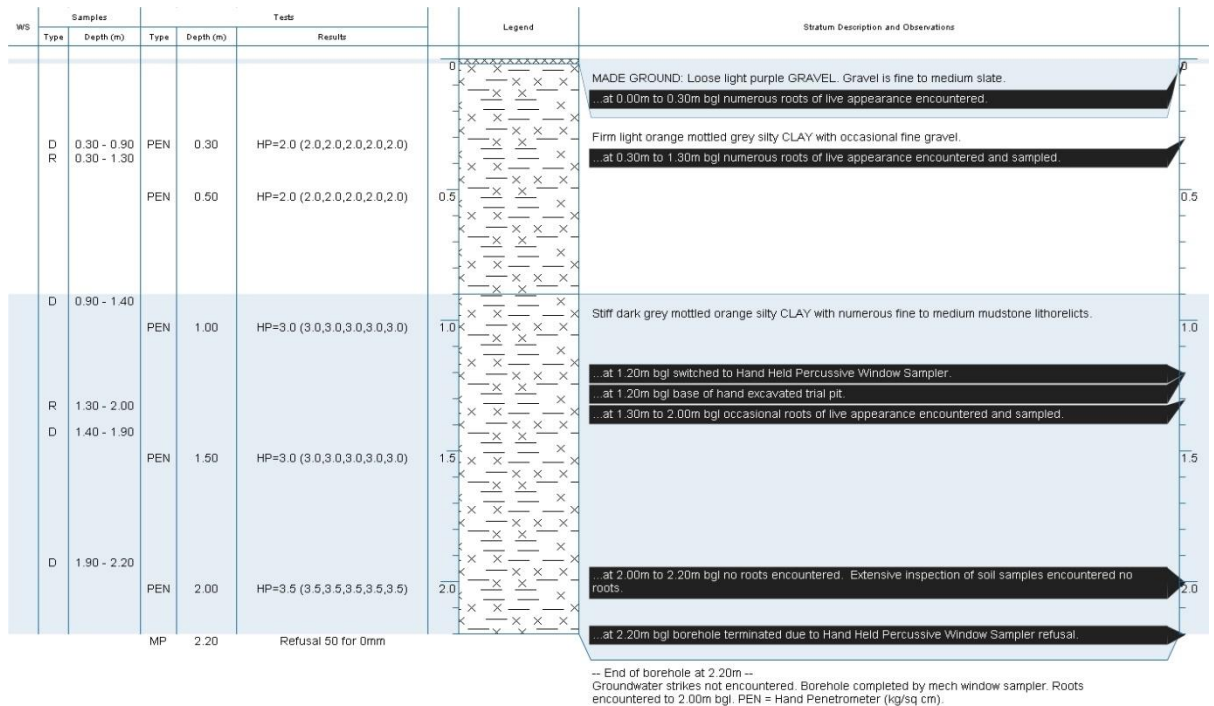 WS Samples Tests Legend Stratum Description and Observations
Type Depth (m) Type Depth (m) Results
0 0
MADE GROUND: Loose light purple GRAVEL. Gravel is fine to medium slate.
...at 0.00m to 0.30m bgl numerous roots of live appearance encountered.
Firm light orange mottled grey silty CLAY with occasional fine gravel.
D 0.30 - 0.90 PEN 0.30 HP=2.0 (2.0,2.0,2.0,2.0,2.0)
R 0.30 - 1.30
...at 0.30m to 1.30m bgl numerous roots of live appearance encountered and sampled.
PEN 0.50 HP=2.0 (2.0,2.0,2.0,2.0,2.0) 0.5 0.5
D 0.90 - 1.40
Stiff dark grey mottled orange silty CLAY with numerous fine to medium mudstone lithorelicts.
PEN 1.00 HP=3.0 (3.0,3.0,3.0,3.0,3.0) 1.0 1.0
...at 1.20m bgl switched to Hand Held Percussive Window Sampler.
...at 1.20m bgl base of hand excavated trial pit.
R 1.30 - 2.00
...at 1.30m to 2.00m bgl occasional roots of live appearance encountered and sampled.
D 1.40 - 1.90
PEN 1.50 HP=3.0 (3.0,3.0,3.0,3.0,3.0) 1.5 1.5
D 1.90 - 2.20
...at 2.00m to 2.20m bgl no roots encountered. Extensive inspection of soil samples encountered no
roots.
PEN 2.00 HP=3.5 (3.5,3.5,3.5,3.5,3.5) 2.0 2.0
...at 2.20m bgl borehole terminated due to Hand Held Percussive Window Sampler refusal.
MP 2.20 Refusal 50 for 0mm
-- End of borehole at 2.20m --
Groundwater strikes not encountered. Borehole completed by mech window sampler. Roots
encountered to 2.00m bgl. PEN = Hand Penetrometer (kg/sq cm).